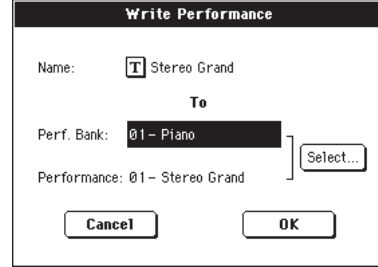 Write Performance
Name: T Stereo Grand
To
Perf. Bank: 01- Piano
Select...
Performance: 01- Stereo Grand
Cancel OK